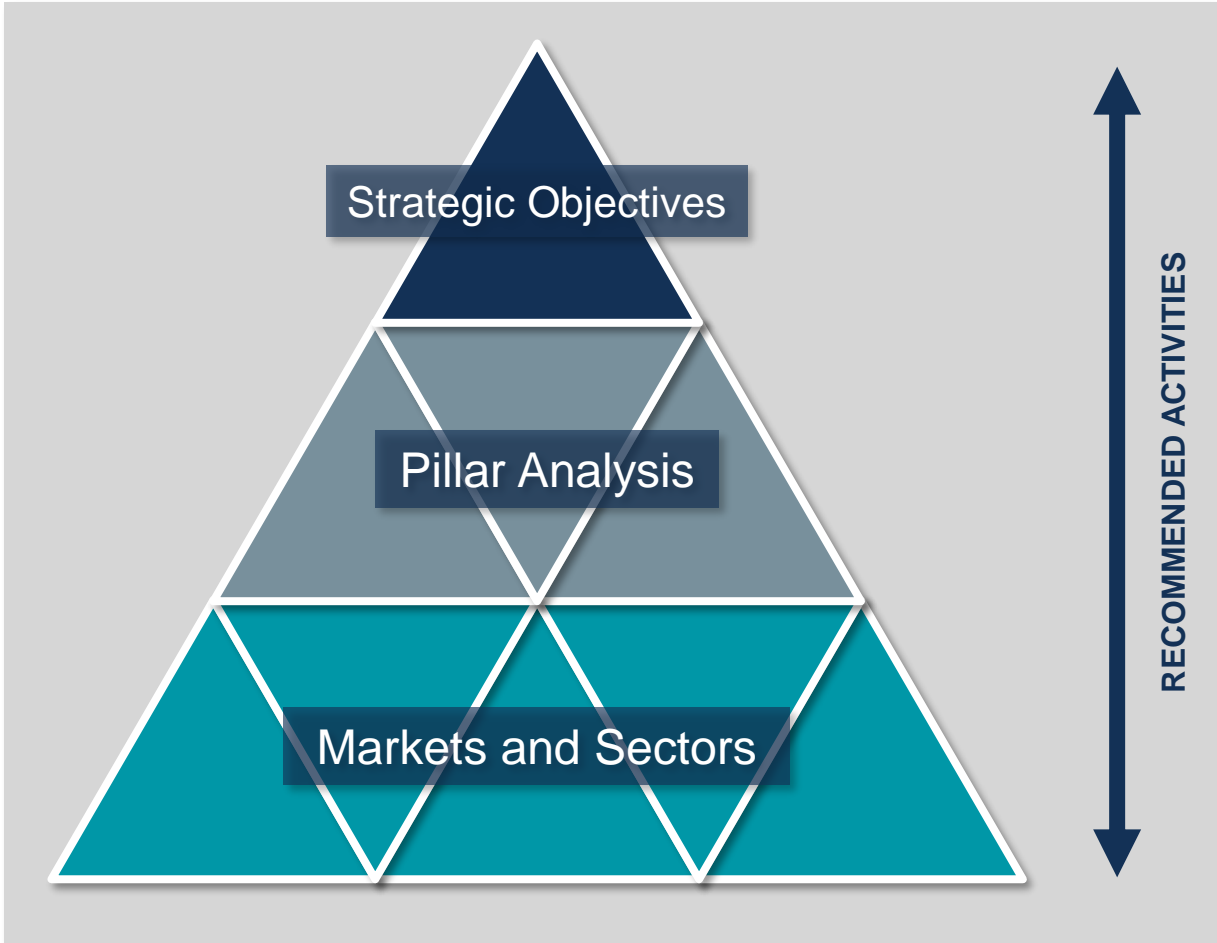 Strategic Objectives
Pillar Analysis
Markets and Sectors
RECOMMENDED ACTIVITIES